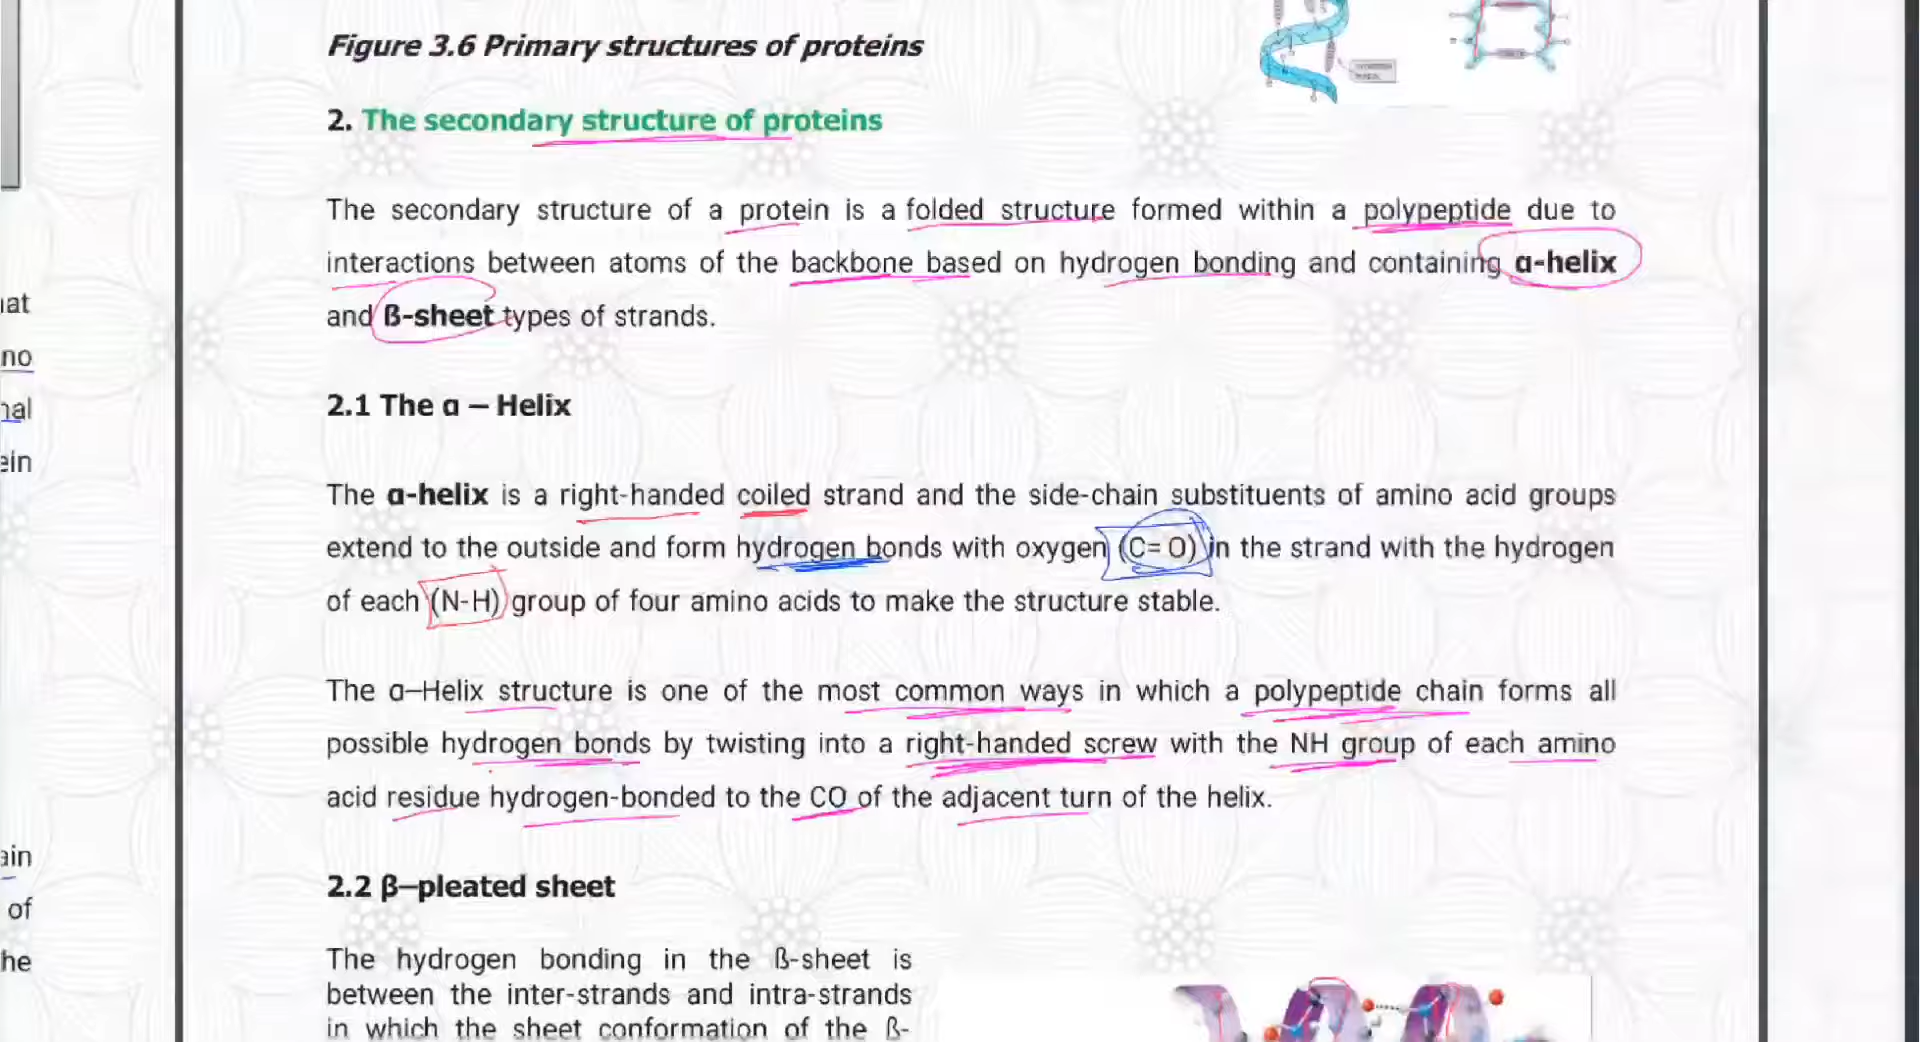 Figure 3.6 Primary structures of proteins
2. The secondary structure of proteins
The secondary structure of a protein is a folded structure formed within a polypeptide due to
interactions between atoms of the backbone based on hydrogen bonding and containing α-helix
and ß-sheet types of strands.
2.1 The α – Helix
The α-helix is a right-handed coiled strand and the side-chain substituents of amino acid groups
extend to the outside and form hydrogen bonds with oxygen (C= O) in the strand with the hydrogen
of each (N-H) group of four amino acids to make the structure stable.
The α–Helix structure is one of the most common ways in which a polypeptide chain forms all
possible hydrogen bonds by twisting into a right-handed screw with the NH group of each amino
acid residue hydrogen-bonded to the CO of the adjacent turn of the helix.
2.2 β–pleated sheet
The hydrogen bonding in the ß-sheet is
between the inter-strands and intra-strands
in which the sheet conformation of the ß-
no
of